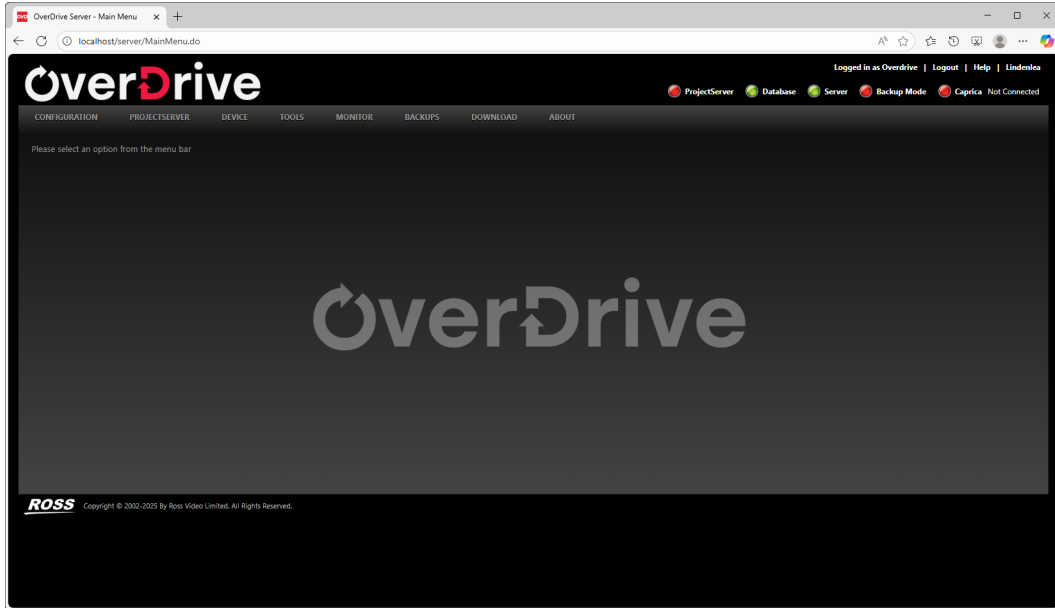 OVD OverDrive Server - Main Menu
localhost/server/MainMenu.do
OverDrive
Logged in as Overdrive | Logout | Help | Lindenlea
ProjectServer Database Server Backup Mode Caprica Not Connected
CONFIGURATION PROJECTSERVER DEVICE TOOLS MONITOR BACKUPS DOWNLOAD ABOUT
Please select an option from the menu bar
OverDrive
ROSS Copyright © 2002-2025 By Ross Video Limited. All Rights Reserved.